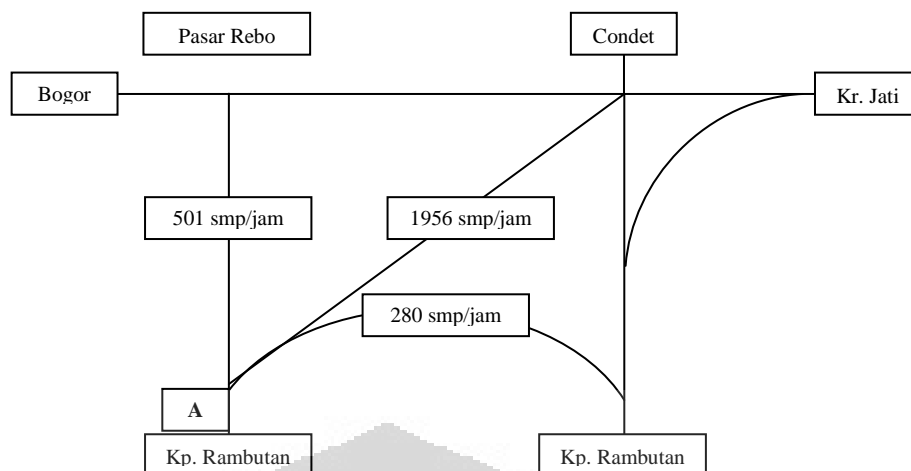 Pasar Rebo
Condet
Bogor
Kr. Jati
501 smp/jam
1956 smp/jam
280 smp/jam
A
Kp. Rambutan
Kp. Rambutan